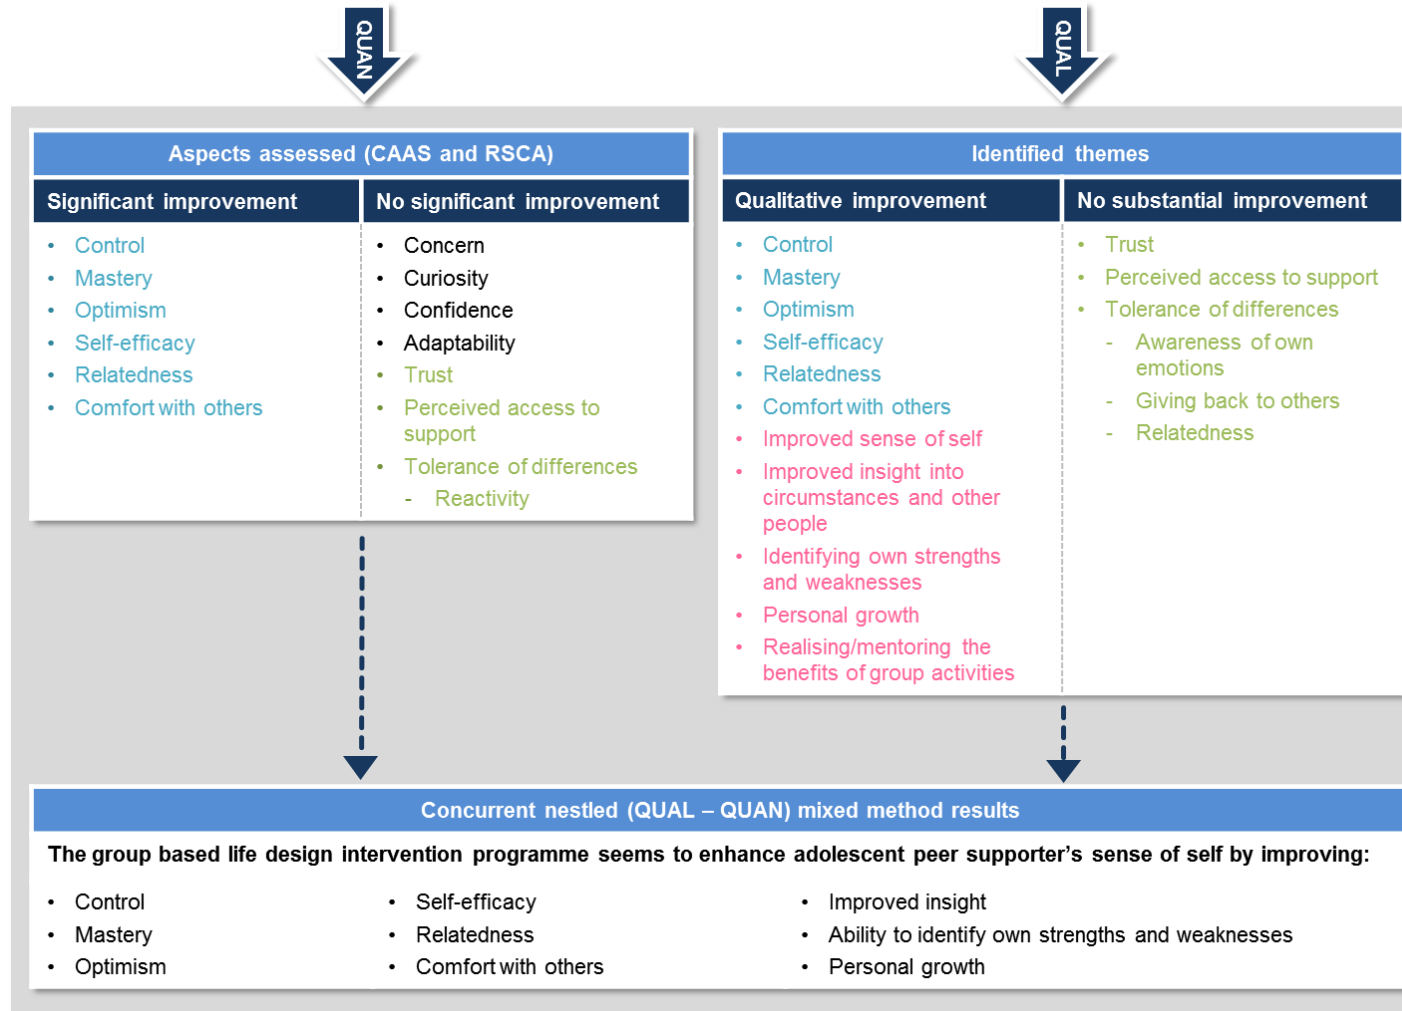 QUAN
QUAL
Aspects assessed (CAAS and RSCA)
Significant improvement
No significant improvement
• Control
• Mastery
• Optimism
• Self-efficacy
• Relatedness
• Comfort with others
• Concern
• Curiosity
• Confidence
• Adaptability
• Trust
• Perceived access to
support
• Tolerance of differences
- Reactivity
Identified themes
Qualitative improvement
No substantial improvement
• Control
• Mastery
• Optimism
• Self-efficacy
• Relatedness
• Comfort with others
• Improved sense of self
• Improved insight into
circumstances and other
people
• Identifying own strengths
and weaknesses
• Personal growth
• Realising/mentoring the
benefits of group activities
• Trust
• Perceived access to support
• Tolerance of differences
- Awareness of own
emotions
- Giving back to others
- Relatedness
Concurrent nestled (QUAL – QUAN) mixed method results
The group based life design intervention programme seems to enhance adolescent peer supporter’s sense of self by improving:
• Control
• Mastery
• Optimism
• Self-efficacy
• Relatedness
• Comfort with others
• Improved insight
• Ability to identify own strengths and weaknesses
• Personal growth